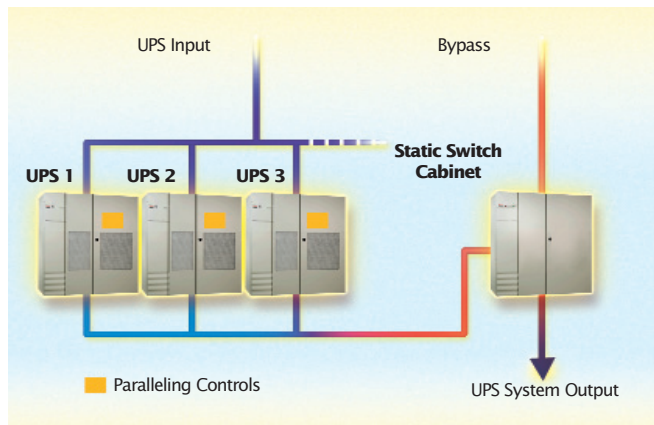 UPS Input
Bypass
Static Switch
Cabinet
UPS 1
UPS 2
UPS 3
Paralleling Controls
UPS System Output